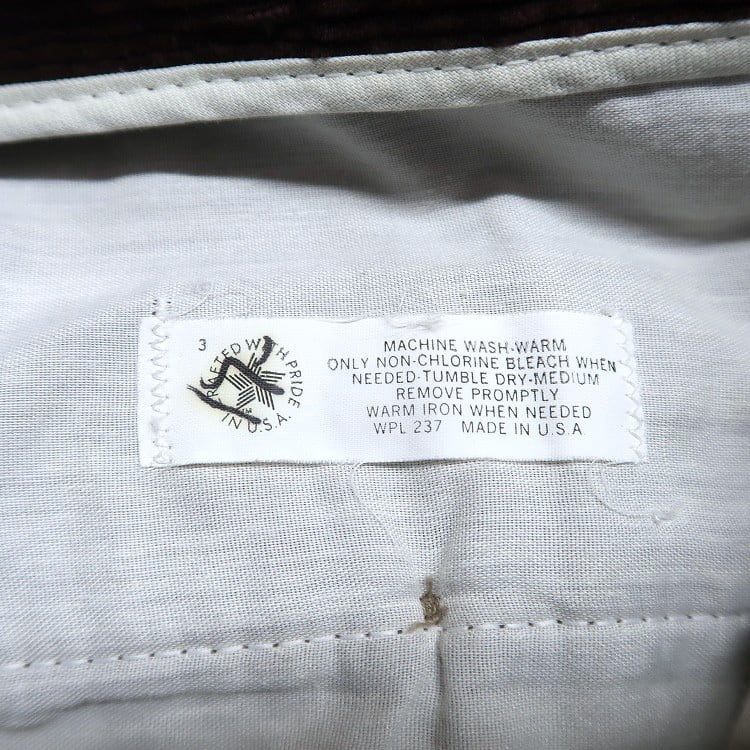 3
CRAFTED WITH PRIDE
IN U.S.A.
MACHINE WASH-WARM
ONLY NON-CHLORINE BLEACH WHEN
NEEDED-TUMBLE DRY-MEDIUM
REMOVE PROMPTLY
WARM IRON WHEN NEEDED
WPL 237 MADE IN U.S.A